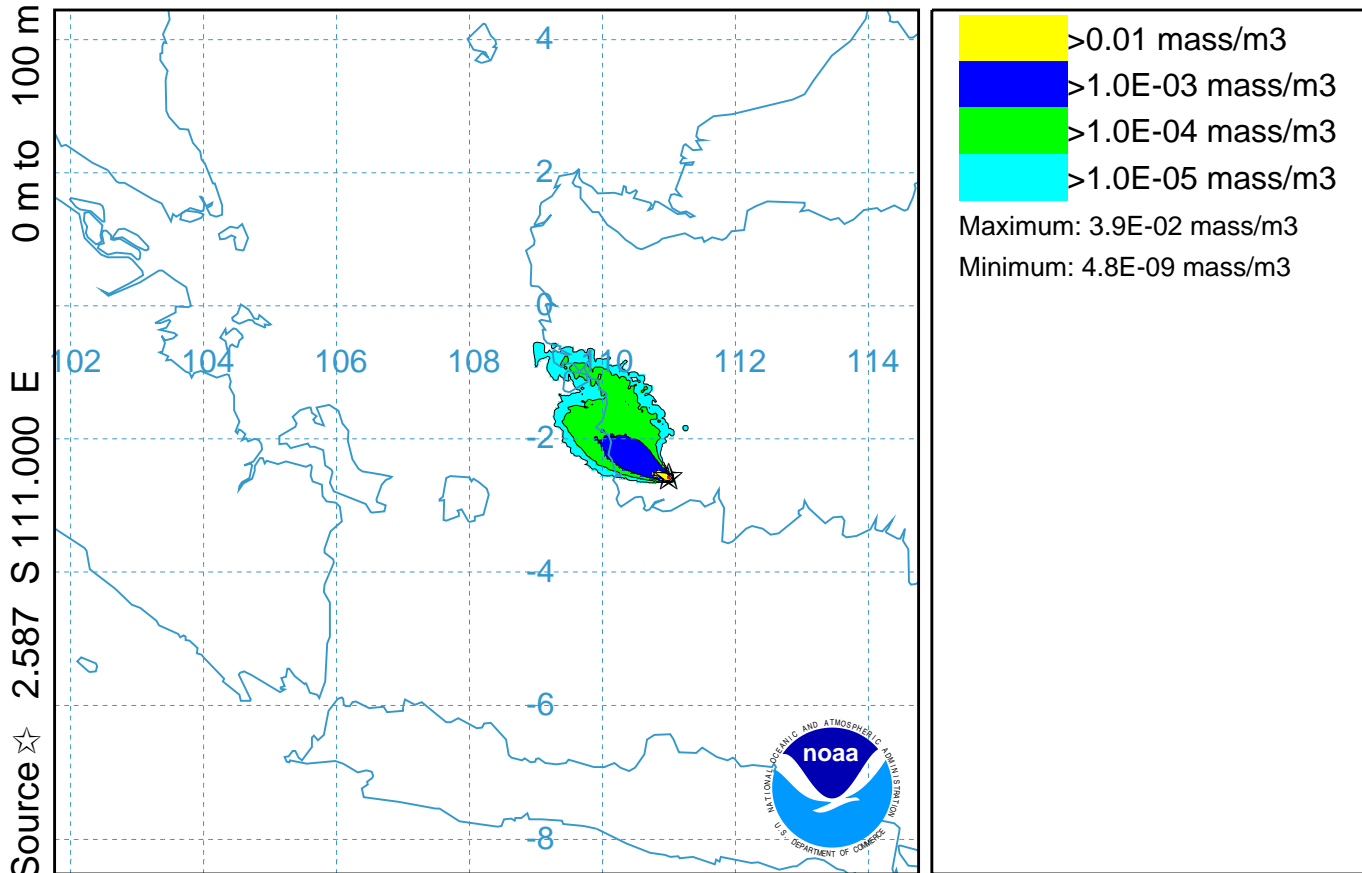 Source ☆ 2.587 S 111.000 E 0 m to 100 m
4
2
0
102 104 106 108 110 112 114
-2
-4
-6
-8
>0.01 mass/m3
>1.0E-03 mass/m3
>1.0E-04 mass/m3
>1.0E-05 mass/m3
Maximum: 3.9E-02 mass/m3
Minimum: 4.8E-09 mass/m3
NATIONAL OCEANIC AND ATMOSPHERIC ADMINISTRATION
noaa
U.S. DEPARTMENT OF COMMERCE